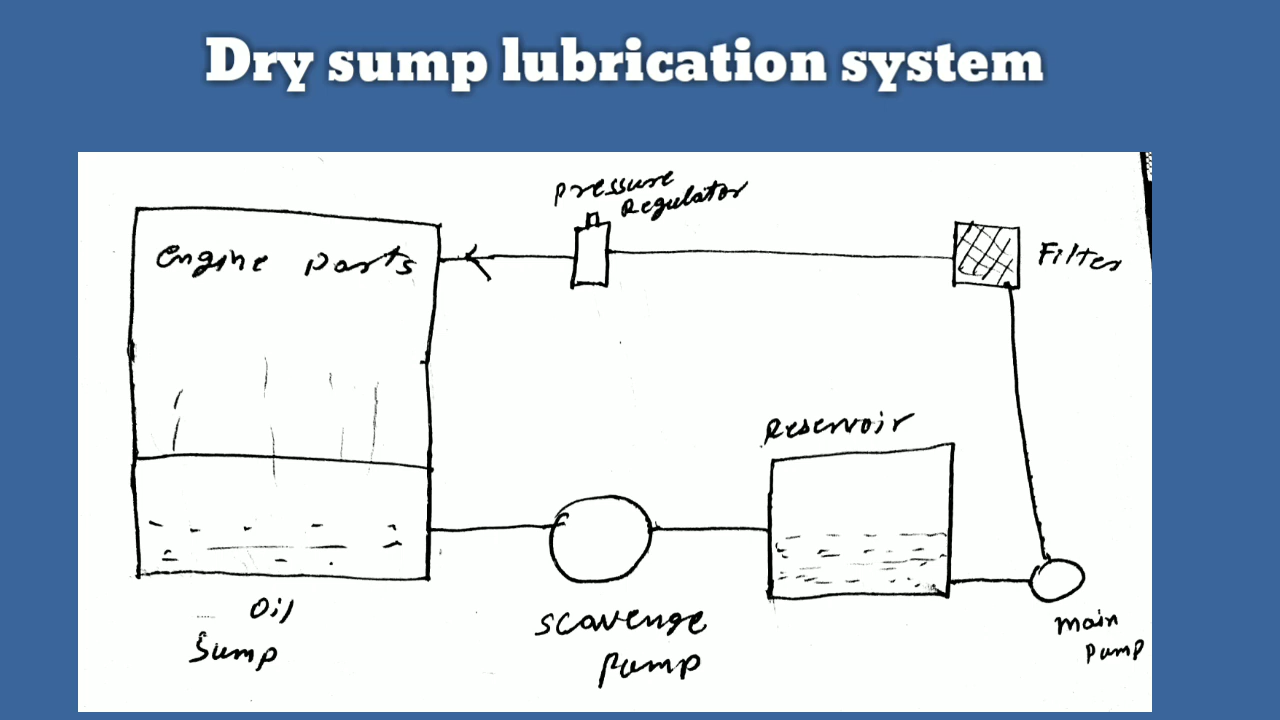 Dry sump lubrication system
Pressure
Regulator
Engine parts
Filter
Reservoir
Oil
Sump
Scavenge
Pump
main
pump